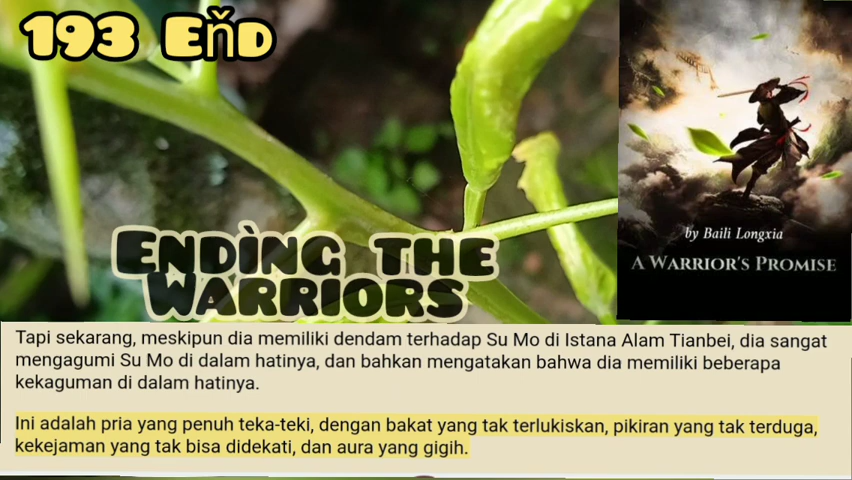 193 Eňd
by Baili Longxia
A Warrior's Promise
Endìng the
Warriors
Tapi sekarang, meskipun dia memiliki dendam terhadap Su Mo di Istana Alam Tianbei, dia sangat
mengagumi Su Mo di dalam hatinya, dan bahkan mengatakan bahwa dia memiliki beberapa
kekaguman di dalam hatinya.
Ini adalah pria yang penuh teka-teki, dengan bakat yang tak terlukiskan, pikiran yang tak terduga,
kekejaman yang tak bisa didekati, dan aura yang gigih.